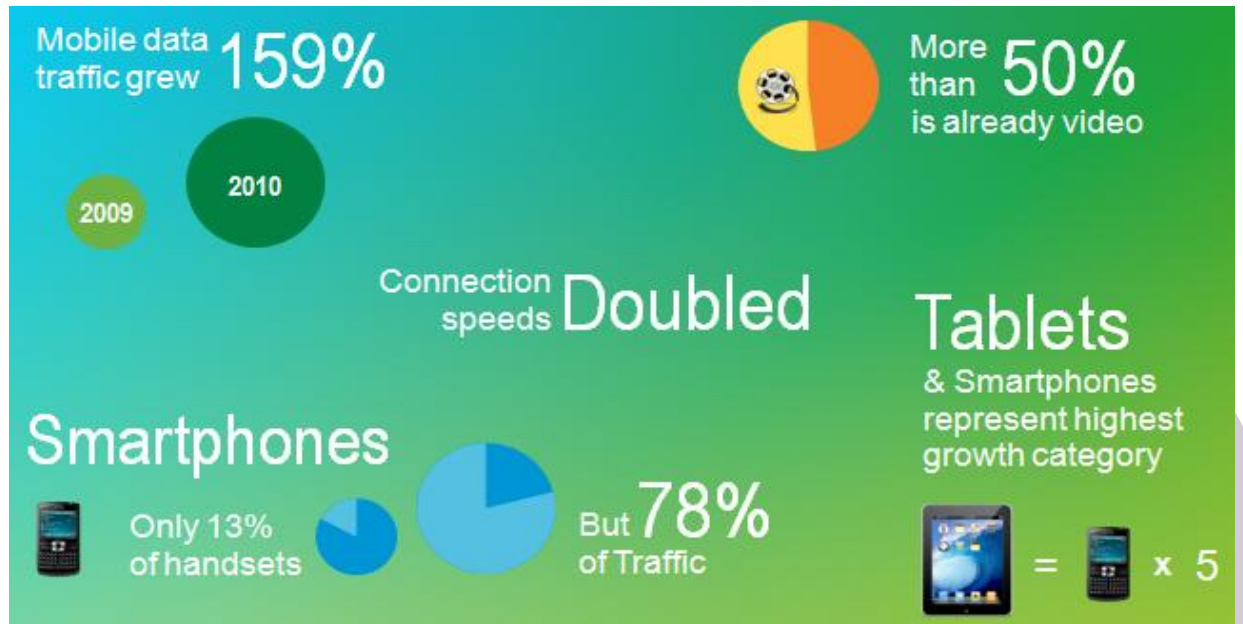 Mobile data
traffic grew 159%
2009
2010
More
than 50%
is already video
Connection
speeds Doubled
Smartphones
Only 13%
of handsets
But 78%
of Traffic
Tablets
& Smartphones
represent highest
growth category
= x 5